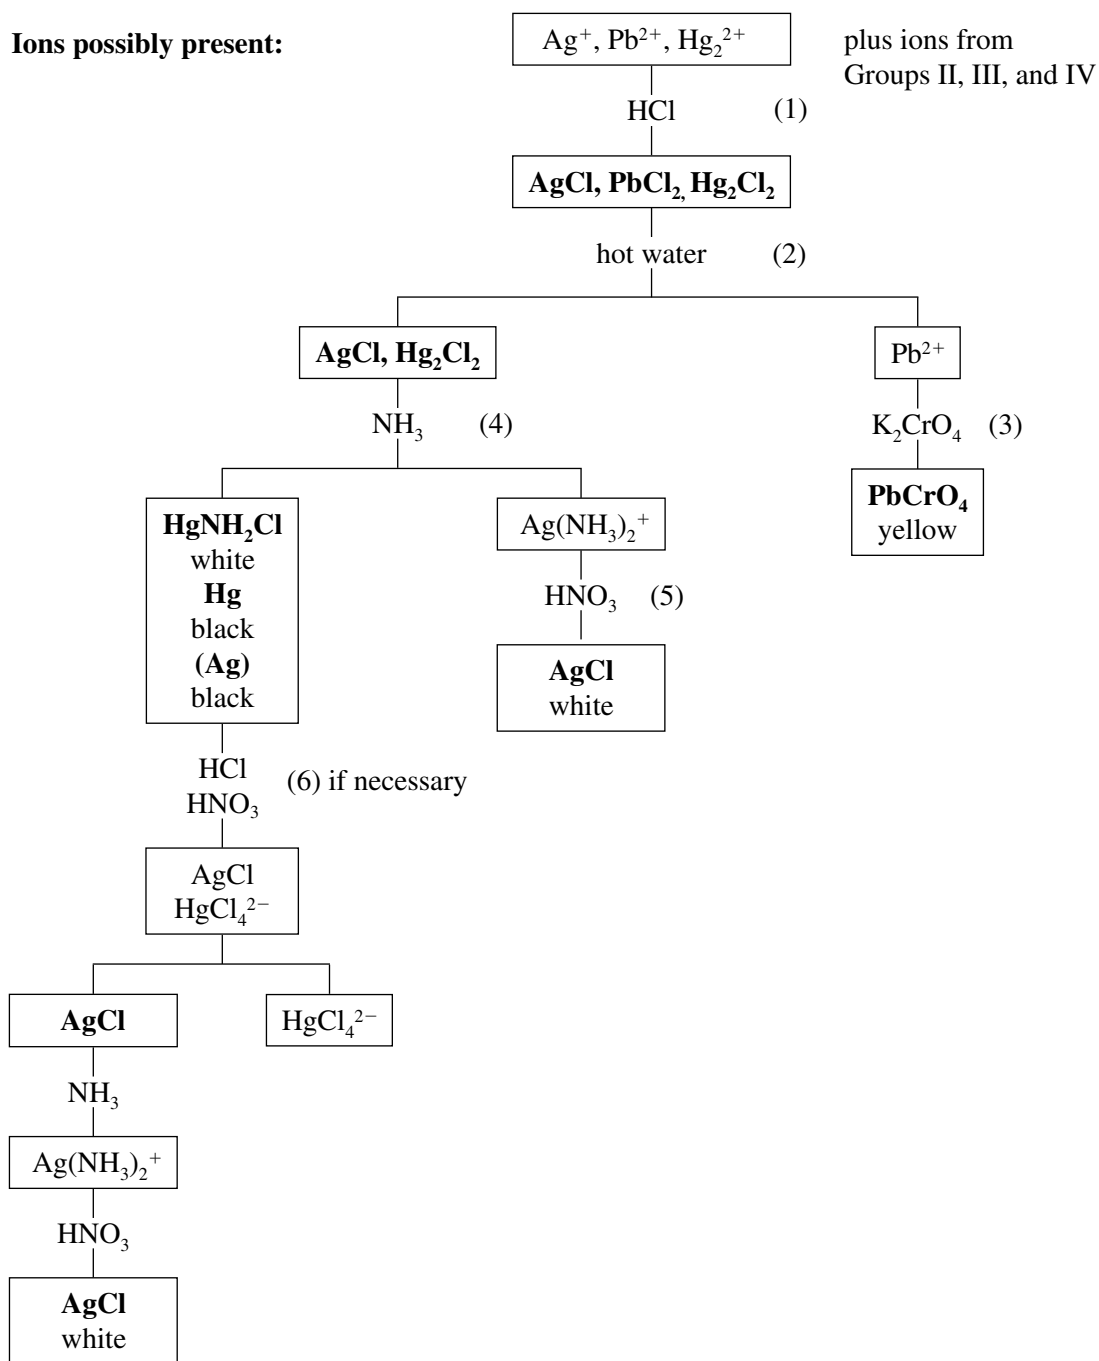 Ions possibly present:
Ag⁺, Pb²⁺, Hg₂²⁺
plus ions from
Groups II, III, and IV
HCl
(1)
AgCl, PbCl₂, Hg₂Cl₂
hot water
(2)
AgCl, Hg₂Cl₂
Pb²⁺
NH₃
(4)
K₂CrO₄
(3)
HgNH₂Cl
white
Hg
black
(Ag)
black
Ag(NH₃)₂⁺
PbCrO₄
yellow
HNO₃
(5)
AgCl
white
HCl
HNO₃
(6) if necessary
AgCl
HgCl₄²⁻
AgCl
HgCl₄²⁻
NH₃
Ag(NH₃)₂⁺
HNO₃
AgCl
white